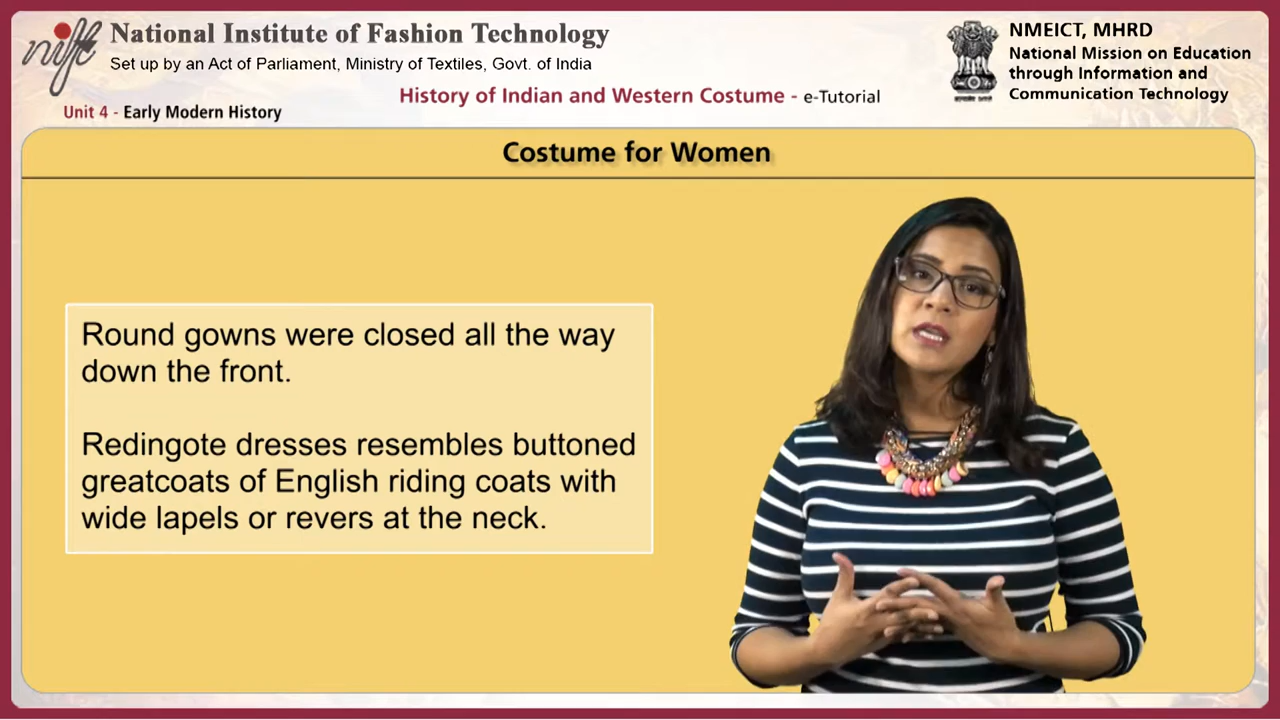 nift
National Institute of Fashion Technology
Set up by an Act of Parliament, Ministry of Textiles, Govt. of India
NMEICT, MHRD
National Mission on Education
through Information and
Communication Technology
History of Indian and Western Costume - e-Tutorial
Unit 4 - Early Modern History
Costume for Women
Round gowns were closed all the way
down the front.
Redingote dresses resembles buttoned
greatcoats of English riding coats with
wide lapels or revers at the neck.